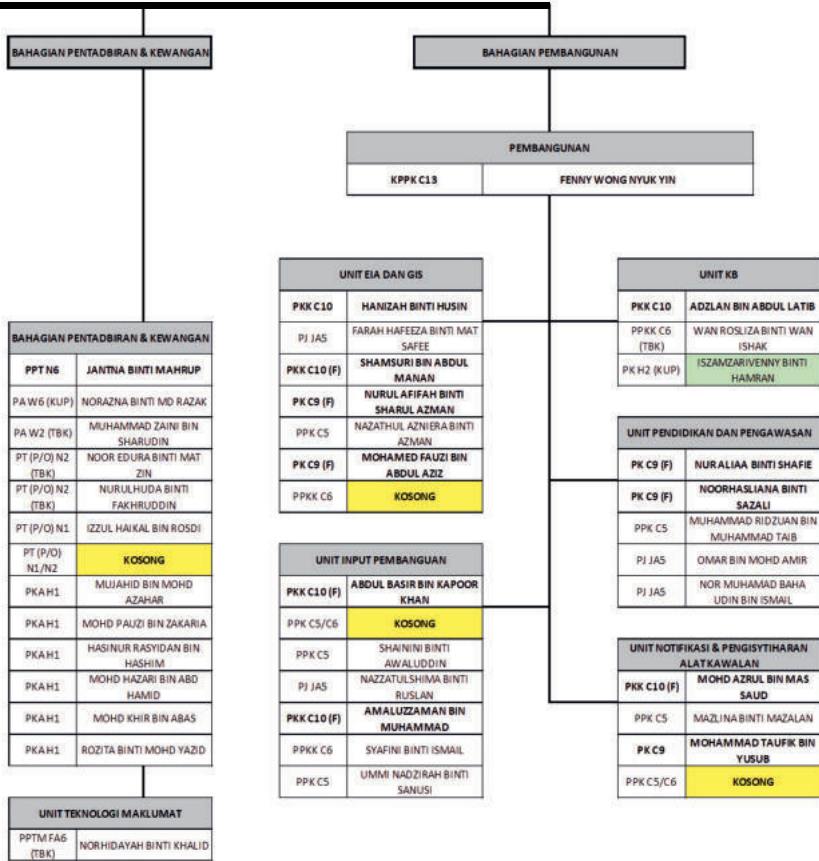 BAHAGIAN PENTADBIRAN & KEWANGAN
BAHAGIAN PEMBANGUNAN
PEMBANGUNAN
KPPK C13 FENNY WONG NYUK YIN
BAHAGIAN PENTADBIRAN & KEWANGAN
PPT N6 JANTNA BINTI MAHRUP
PA W6 (KUP) NORAZNA BINTI MD RAZAK
PA W2 (TBK) MUHAMMAD ZAINI BIN
SHARUDIN
PT (P/O) N2
(TBK)
NOOR EDURA BINTI MAT
ZIN
PT (P/O) N2
(TBK)
NURULHUDA BINTI
FAKHRUDDIN
PT (P/O) N1 IZZUL HAIKAL BIN ROSDI
PT (P/O)
N1/N2
KOSONG
PKA H1 MUJAHID BIN MOHD
AZAHAR
PKA H1 MOHD PAUZI BIN ZAKARIA
PKA H1 HASINUR RASYIDAN BIN
HASHIM
PKA H1 MOHD HAZARI BIN ABD
HAMID
PKA H1 MOHD KHIR BIN ABAS
PKA H1 ROZITA BINTI MOHD YAZID
UNIT TEKNOLOGI MAKLUMAT
PPTM FA6
(TBK)
NORHIDAYAH BINTI KHALID
UNIT EIA DAN GIS
PKK C10 HANIZAH BINTI HUSIN
PJ JA5 FARAH HAFEEZA BINTI MAT
SAFEE
PKK C10 (F) SHAMSURI BIN ABDUL
MANAN
PK C9 (F) NURUL AFIFAH BINTI
SHARUL AZMAN
PPK C5 NAZATHUL AZNIERA BINTI
AZMAN
PK C9 (F) MOHAMED FAUZI BIN
ABDUL AZIZ
PPKK C6 KOSONG
UNIT INPUT PEMBANGUAN
PKK C10 (F) ABDUL BASIR BIN KAPOOR
KHAN
PPK C5/C6 KOSONG
PPK C5 SHAININI BINTI
AWALUDDIN
PJ JA5 NAZZATULSHIMA BINTI
RUSLAN
PKK C10 (F) AMALUZZAMAN BIN
MUHAMMAD
PPKK C6 SYAFINI BINTI ISMAIL
PPK C5 UMMI NADZIRAH BINTI
SANUSI
UNIT KB
PKK C10 ADZLAN BIN ABDUL LATIB
PPKK C6
(TBK)
WAN ROSLIZA BINTI WAN
ISHAK
PK H2 (KUP) ISZAMZARIVENNY BINTI
HAMRAN
UNIT PENDIDIKAN DAN PENGAWASAN
PK C9 (F) NUR ALIAA BINTI SHAFIE
PK C9 (F) NOORHASLIANA BINTI
SAZALI
PPK C5 MUHAMMAD RIDZUAN BIN
MUHAMMAD TAIB
PJ JA5 OMAR BIN MOHD AMIR
PJ JA5 NOR MUHAMAD BAHA
UDIN BIN ISMAIL
UNIT NOTIFIKASI & PENGISYTIHARAN
ALAT KAWALAN
PKK C10 (F) MOHD AZRUL BIN MAS
SAUD
PPK C5 MAZLINA BINTI MAZALAN
PK C9 MOHAMMAD TAUFIK BIN
YUSUB
PPK C5/C6 KOSONG